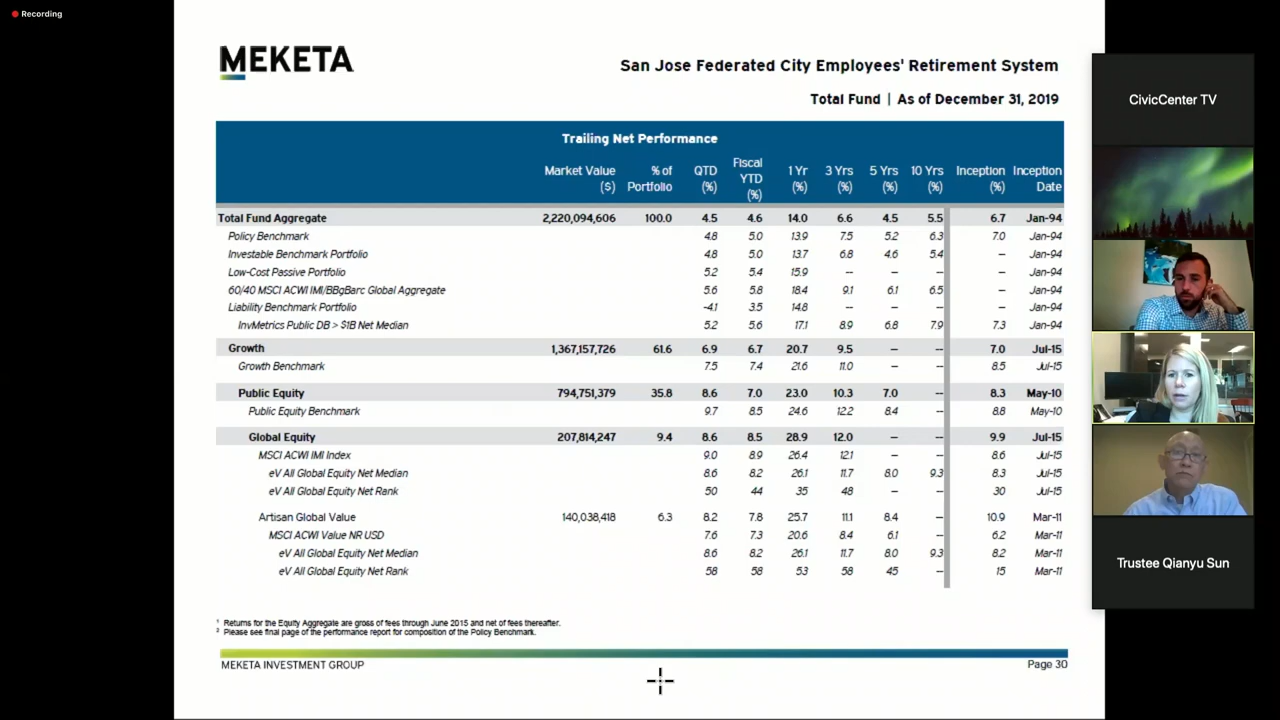 Recording
MEKETA
San Jose Federated City Employees' Retirement System
Total Fund | As of December 31, 2019
Trailing Net Performance
Market Value ($) % of Portfolio QTD (%) Fiscal YTD (%) 1 Yr (%) 3 Yrs (%) 5 Yrs (%) 10 Yrs (%) Inception (%) Inception Date
Total Fund Aggregate 2,220,094,606 100.0 4.5 4.6 14.0 6.6 4.5 5.5 6.7 Jan-94
Policy Benchmark 4.8 5.0 13.9 7.5 5.2 6.3 7.0 Jan-94
Investable Benchmark Portfolio 4.8 5.0 13.7 6.8 4.6 5.4 -- Jan-94
Low-Cost Passive Portfolio 5.2 5.4 15.9 -- -- -- -- Jan-94
60/40 MSCI ACWI IMI/BBgBarc Global Aggregate 5.6 5.8 18.4 9.1 6.1 6.5 -- Jan-94
Liability Benchmark Portfolio -4.1 3.5 14.8 -- -- -- -- Jan-94
InvMetrics Public DB > $1B Net Median 5.2 5.6 17.1 8.9 6.8 7.9 7.3 Jan-94
Growth 1,367,157,726 61.6 6.9 6.7 20.7 9.5 -- -- 7.0 Jul-15
Growth Benchmark 7.5 7.4 21.6 11.0 -- -- 8.5 Jul-15
Public Equity 794,751,379 35.8 8.6 7.0 23.0 10.3 7.0 -- 8.3 May-10
Public Equity Benchmark 9.7 8.5 24.6 12.2 8.4 -- 8.8 May-10
Global Equity 207,814,247 9.4 8.6 8.5 28.9 12.0 -- -- 9.9 Jul-15
MSCI ACWI IMI Index 9.0 8.9 26.4 12.1 -- -- 8.6 Jul-15
eV All Global Equity Net Median 8.6 8.2 26.1 11.7 8.0 9.3 8.3 Jul-15
eV All Global Equity Net Rank 50 44 35 48 -- -- 30 Jul-15
Artisan Global Value 140,038,418 6.3 8.2 7.8 25.7 11.1 8.4 -- 10.9 Mar-11
MSCI ACWI Value NR USD 7.6 7.3 20.6 8.4 6.1 -- 6.2 Mar-11
eV All Global Equity Net Median 8.6 8.2 26.1 11.7 8.0 9.3 8.2 Mar-11
eV All Global Equity Net Rank 58 58 53 58 45 -- 15 Mar-11
1 Returns for the Equity Aggregate are gross of fees through June 2015 and net of fees thereafter.
2 Please see final page of the performance report for composition of the Policy Benchmark.
MEKETA INVESTMENT GROUP
Page 30
CivicCenter TV
Trustee Qianyu Sun